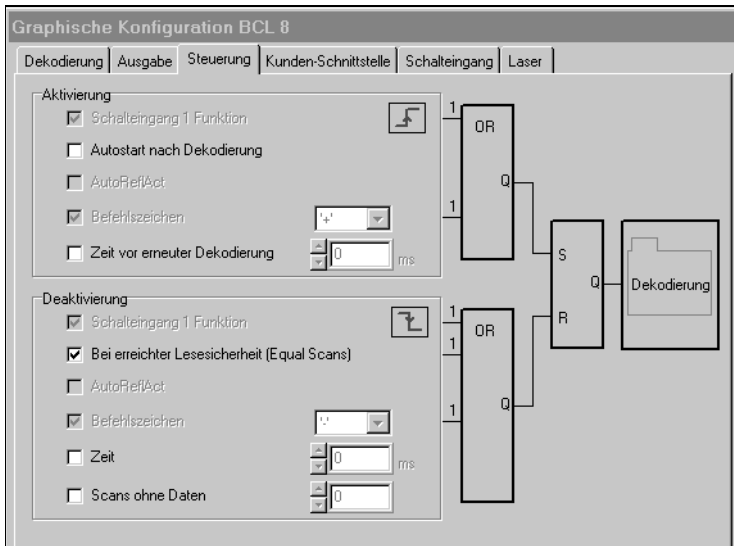 Graphische Konfiguration BCL 8
Dekodierung Ausgabe Steuerung Kunden-Schnittstelle Schalteingang Laser
Aktivierung
Schalteingang 1 Funktion
Autostart nach Dekodierung
AutoReflAct
Befehlszeichen '+'
Zeit vor erneuter Dekodierung 0 ms
1 OR
Q
1
Deaktivierung
Schalteingang 1 Funktion
Bei erreichter Lesesicherheit (Equal Scans)
AutoReflAct
Befehlszeichen '-'
Zeit 0 ms
Scans ohne Daten 0
1 OR
1
Q
1
S
Q
R
Dekodierung